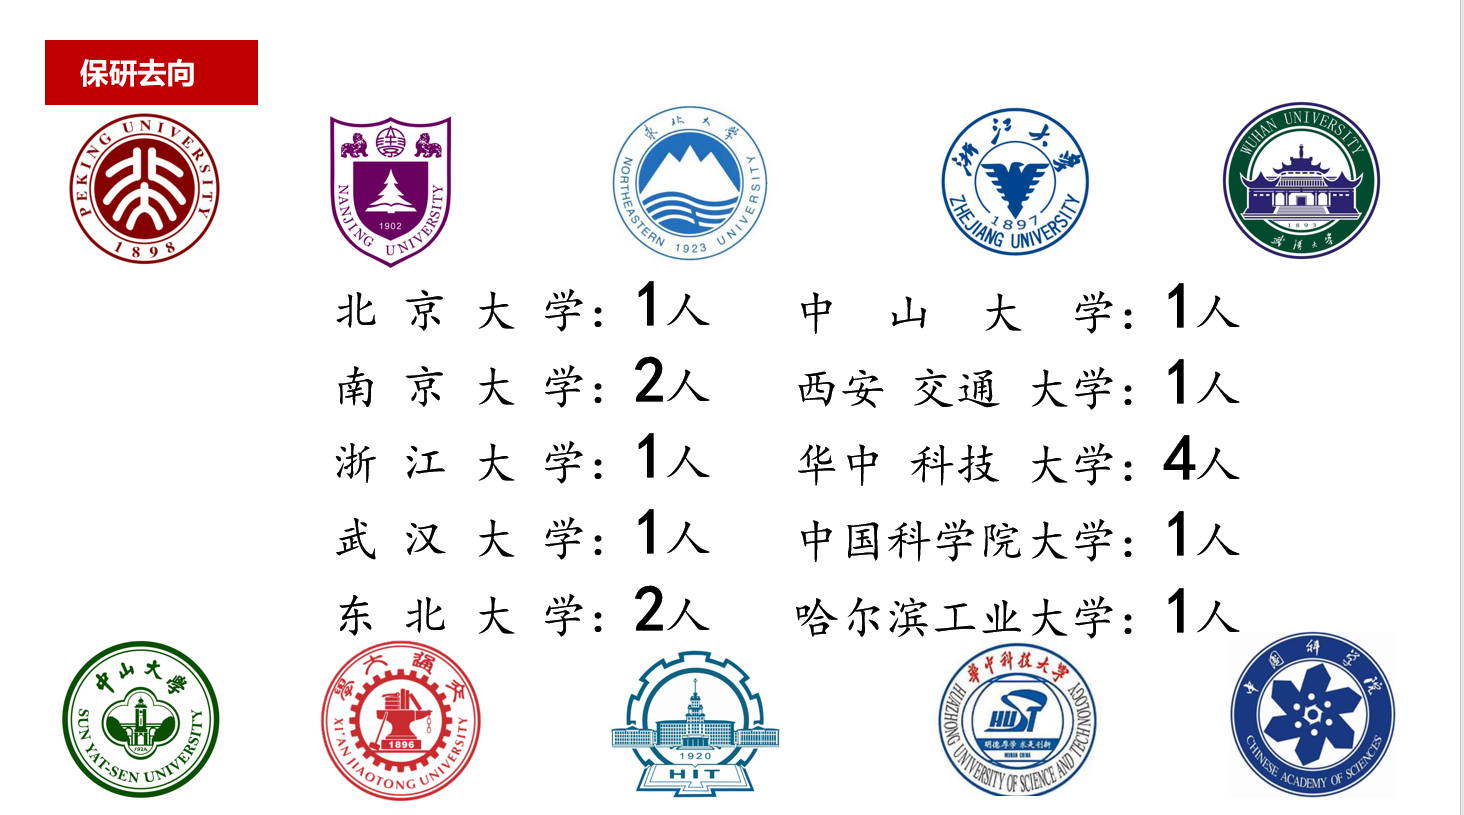 保研去向
PEKING UNIVERSITY
1898
1902
NANJING UNIVERSITY
东北大学
NORTHEASTERN 1923 UNIVERSITY
浙江大学
1897
ZHEJIANG UNIVERSITY
WUHAN UNIVERSITY
1893
武汉大学
北京大学：1人
中山大学：1人
南京大学：2人
西安交通大学：1人
浙江大学：1人
华中科技大学：4人
武汉大学：1人
中国科学院大学：1人
东北大学：2人
哈尔滨工业大学：1人
中山大学
1924
SUN YAT-SEN UNIVERSITY
學大通交
1896
XI'AN JIAOTONG UNIVERSITY
1920
HIT
華中科技大学
HUST
明德厚学 求是创新
WUHAN CHINA
HUAZHONG UNIVERSITY OF SCIENCE AND TECHNOLOGY
中国科学院
CHINESE ACADEMY OF SCIENCES